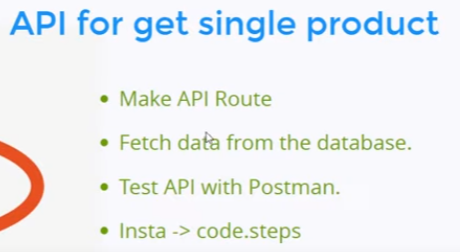 API for get single product
• Make API Route
• Fetch data from the database.
• Test API with Postman.
• Insta -> code.steps